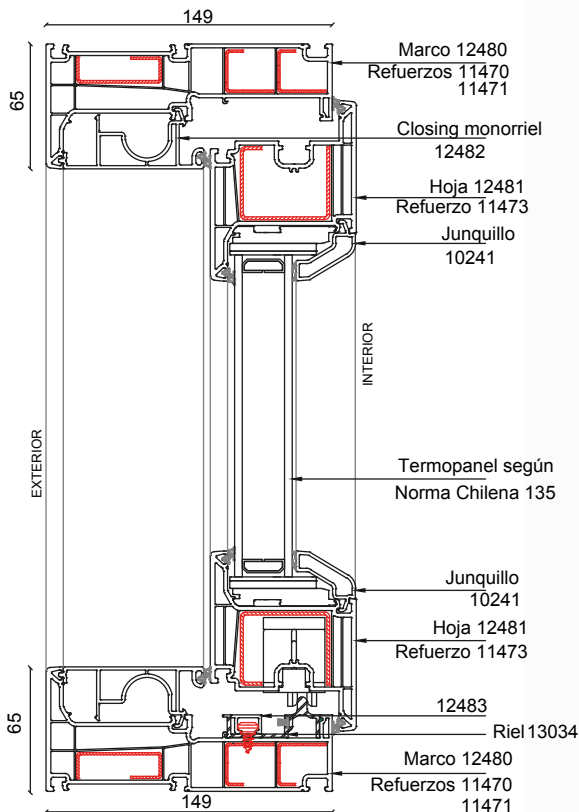 149
65
Marco 12480
Refuerzos 11470
11471
Closing monorriel
12482
Hoja 12481
Refuerzo 11473
Junquillo
10241
INTERIOR
EXTERIOR
Termopanel según
Norma Chilena 135
Junquillo
10241
Hoja 12481
Refuerzo 11473
65
12483
Riel 13034
Marco 12480
Refuerzos 11470
11471
149